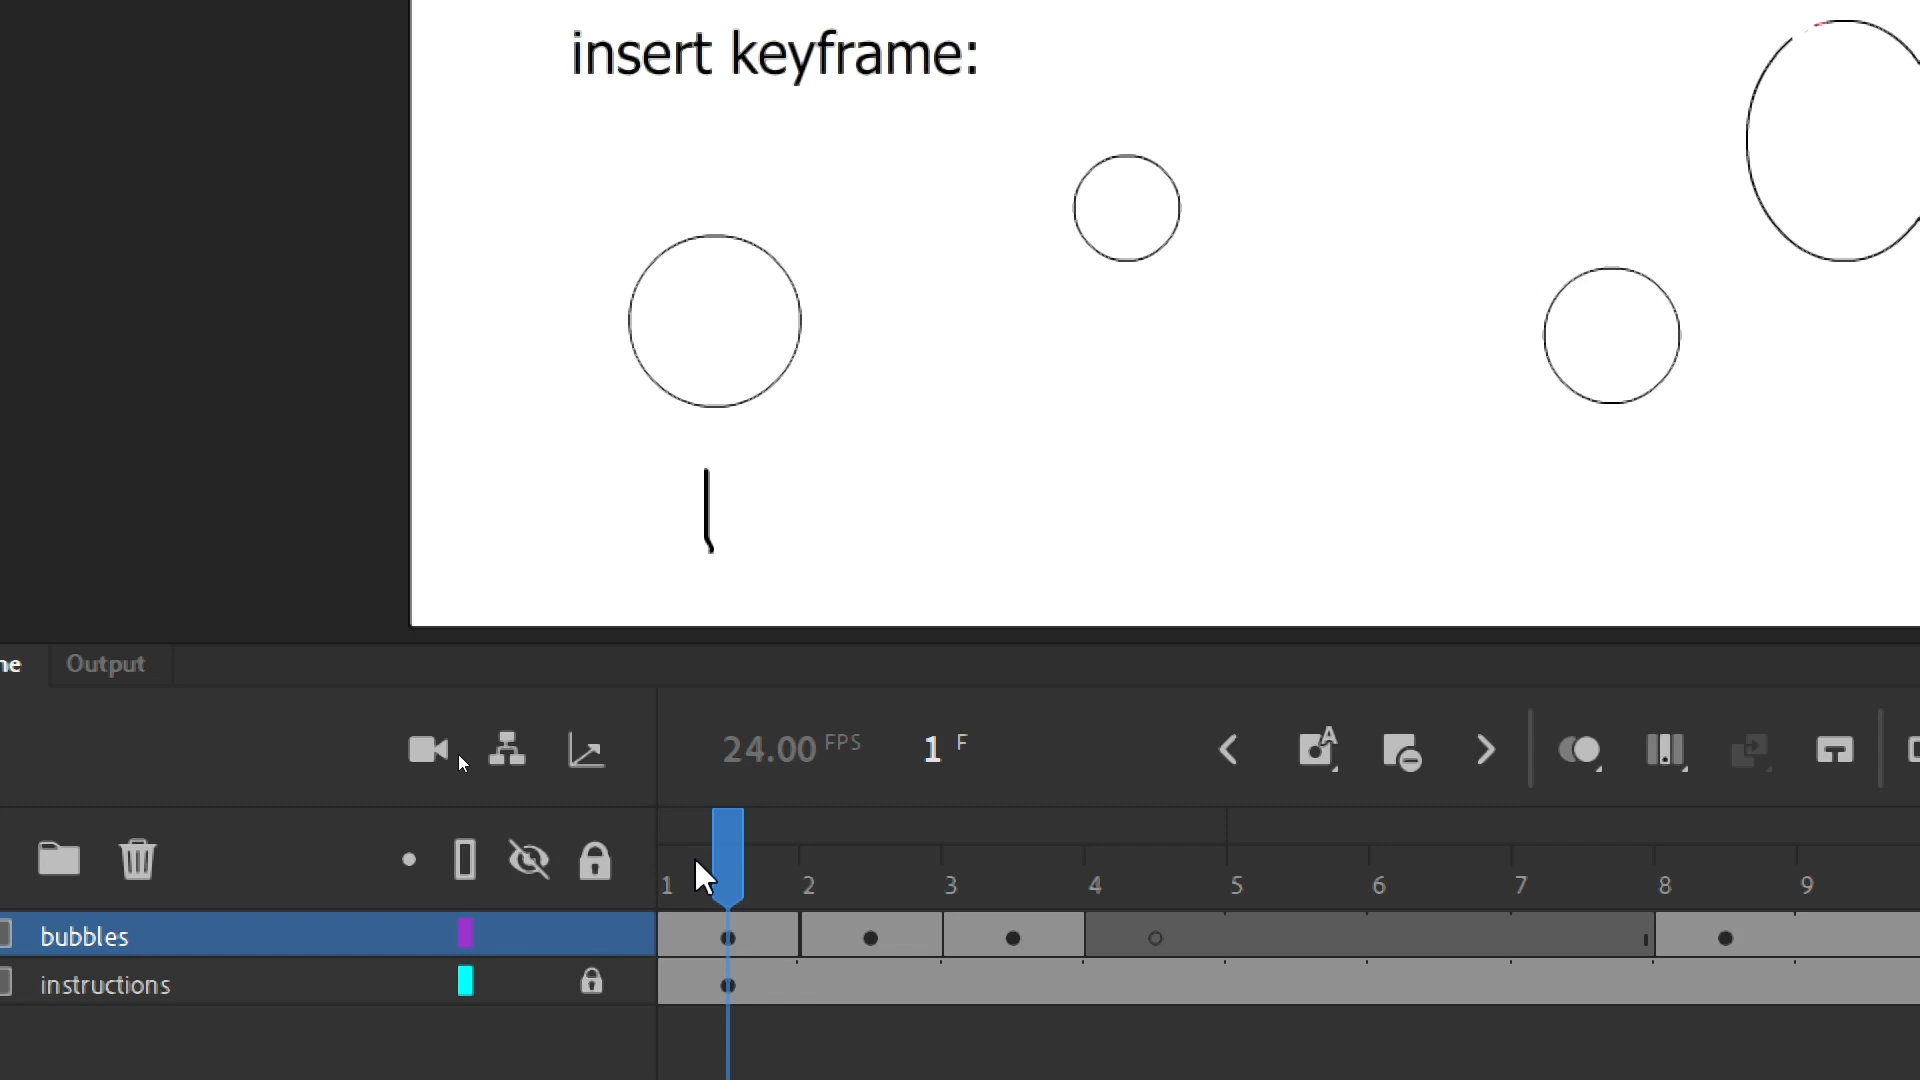 insert keyframe:
ne Output
24.00 FPS 1 F
1 2 3 4 5 6 7 8 9
bubbles
instructions